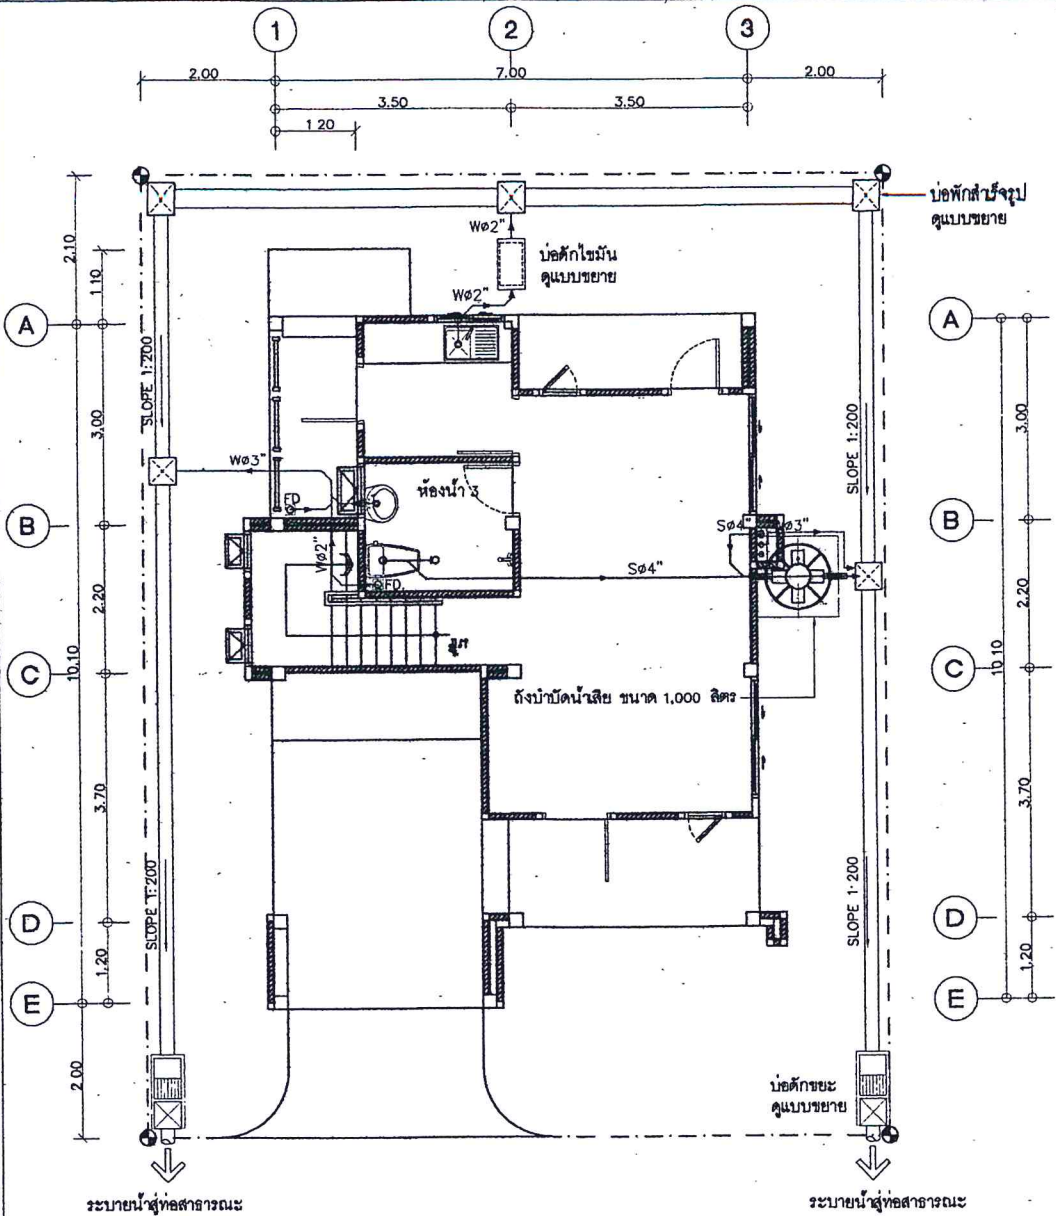 1
2
3
2.00
7.00
2.00
3.50
3.50
1.20
บ่อพักสำเร็จรูป
ดูแบบขยาย
Wø2"
บ่อดักไขมัน
ดูแบบขยาย
Wø2"
2.10
1.10
A
A
SLOPE 1:200
SLOPE 1:200
3.00
3.00
Wø3"
ห้องน้ำ 3
FD
B
B
Sø4"
Wø3"
Wø2"
Sø4"
FD.
2.20
2.20
C
C
10.10
10.10
ถังบำบัดน้ำเสีย ขนาด 1,000 ลิตร
3.70
3.70
SLOPE 1:200
SLOPE 1:200
D
D
1.20
1.20
E
E
2.00
บ่อดักขยะ
ดูแบบขยาย
ระบายน้ำสู่ท่อสาธารณะ
ระบายน้ำสู่ท่อสาธารณะ